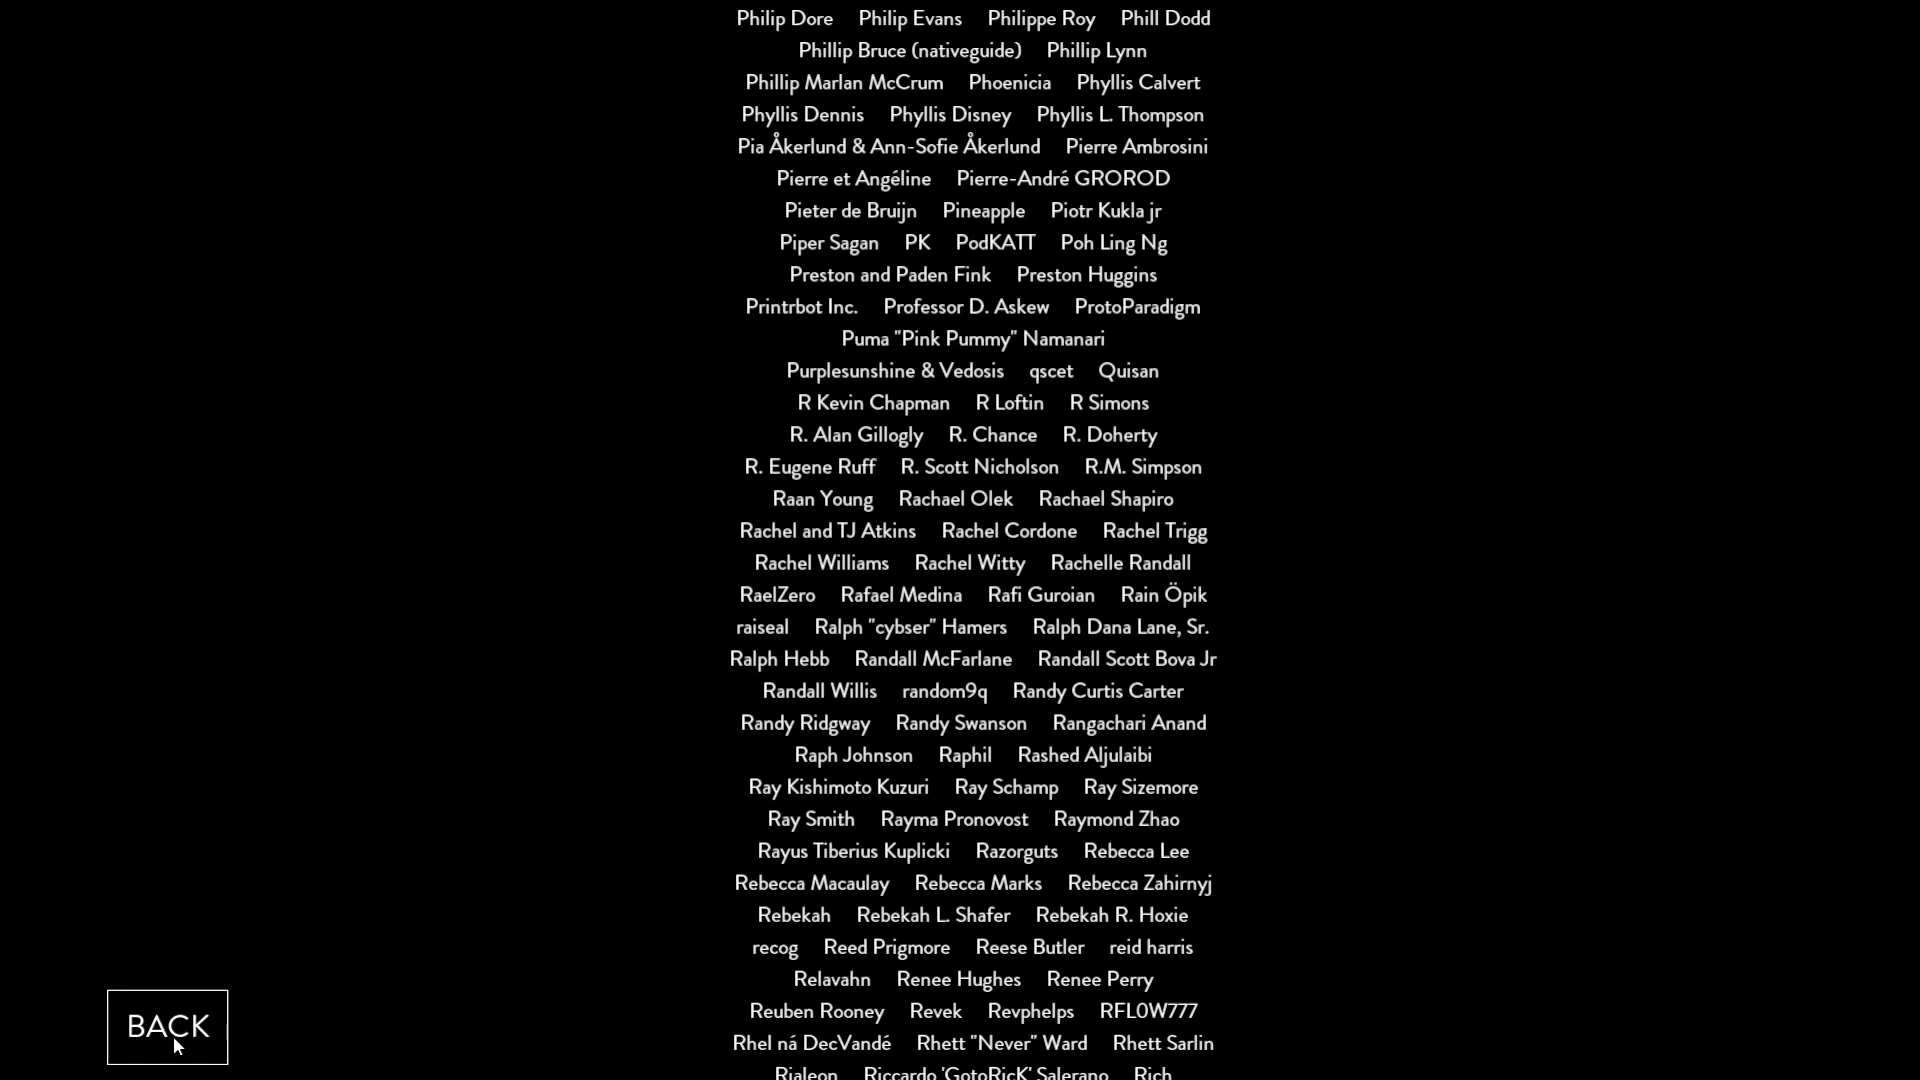 Philip Dore Philip Evans Philippe Roy Phill Dodd
Phillip Bruce (nativeguide) Phillip Lynn
Phillip Marlan McCrum Phoenicia Phyllis Calvert
Phyllis Dennis Phyllis Disney Phyllis L. Thompson
Pia Åkerlund & Ann-Sofie Åkerlund Pierre Ambrosini
Pierre et Angéline Pierre-André GROROD
Pieter de Bruijn Pineapple Piotr Kukla jr
Piper Sagan PK PodKATT Poh Ling Ng
Preston and Paden Fink Preston Huggins
Printrbot Inc. Professor D. Askew ProtoParadigm
Puma "Pink Pummy" Namanari
Purplesunshine & Vedosis qscet Quisan
R Kevin Chapman R Loftin R Simons
R. Alan Gillogly R. Chance R. Doherty
R. Eugene Ruff R. Scott Nicholson R.M. Simpson
Raan Young Rachael Olek Rachael Shapiro
Rachel and TJ Atkins Rachel Cordone Rachel Trigg
Rachel Williams Rachel Witty Rachelle Randall
RaelZero Rafael Medina Rafi Guroian Rain Öpik
raiseal Ralph "cybser" Hamers Ralph Dana Lane, Sr.
Ralph Hebb Randall McFarlane Randall Scott Bova Jr
Randall Willis random9q Randy Curtis Carter
Randy Ridgway Randy Swanson Rangachari Anand
Raph Johnson Raphil Rashed Aljulaibi
Ray Kishimoto Kuzuri Ray Schamp Ray Sizemore
Ray Smith Rayma Pronovost Raymond Zhao
Rayus Tiberius Kuplicki Razorguts Rebecca Lee
Rebecca Macaulay Rebecca Marks Rebecca Zahirnyj
Rebekah Rebekah L. Shafer Rebekah R. Hoxie
recog Reed Prigmore Reese Butler reid harris
Relavahn Renee Hughes Renee Perry
Reuben Rooney Revek Revphelps RFL0W777
Rhel ná DecVandé Rhett "Never" Ward Rhett Sarlin
Rialeon Riccardo 'GotoRicK' Salerano Rich
BACK